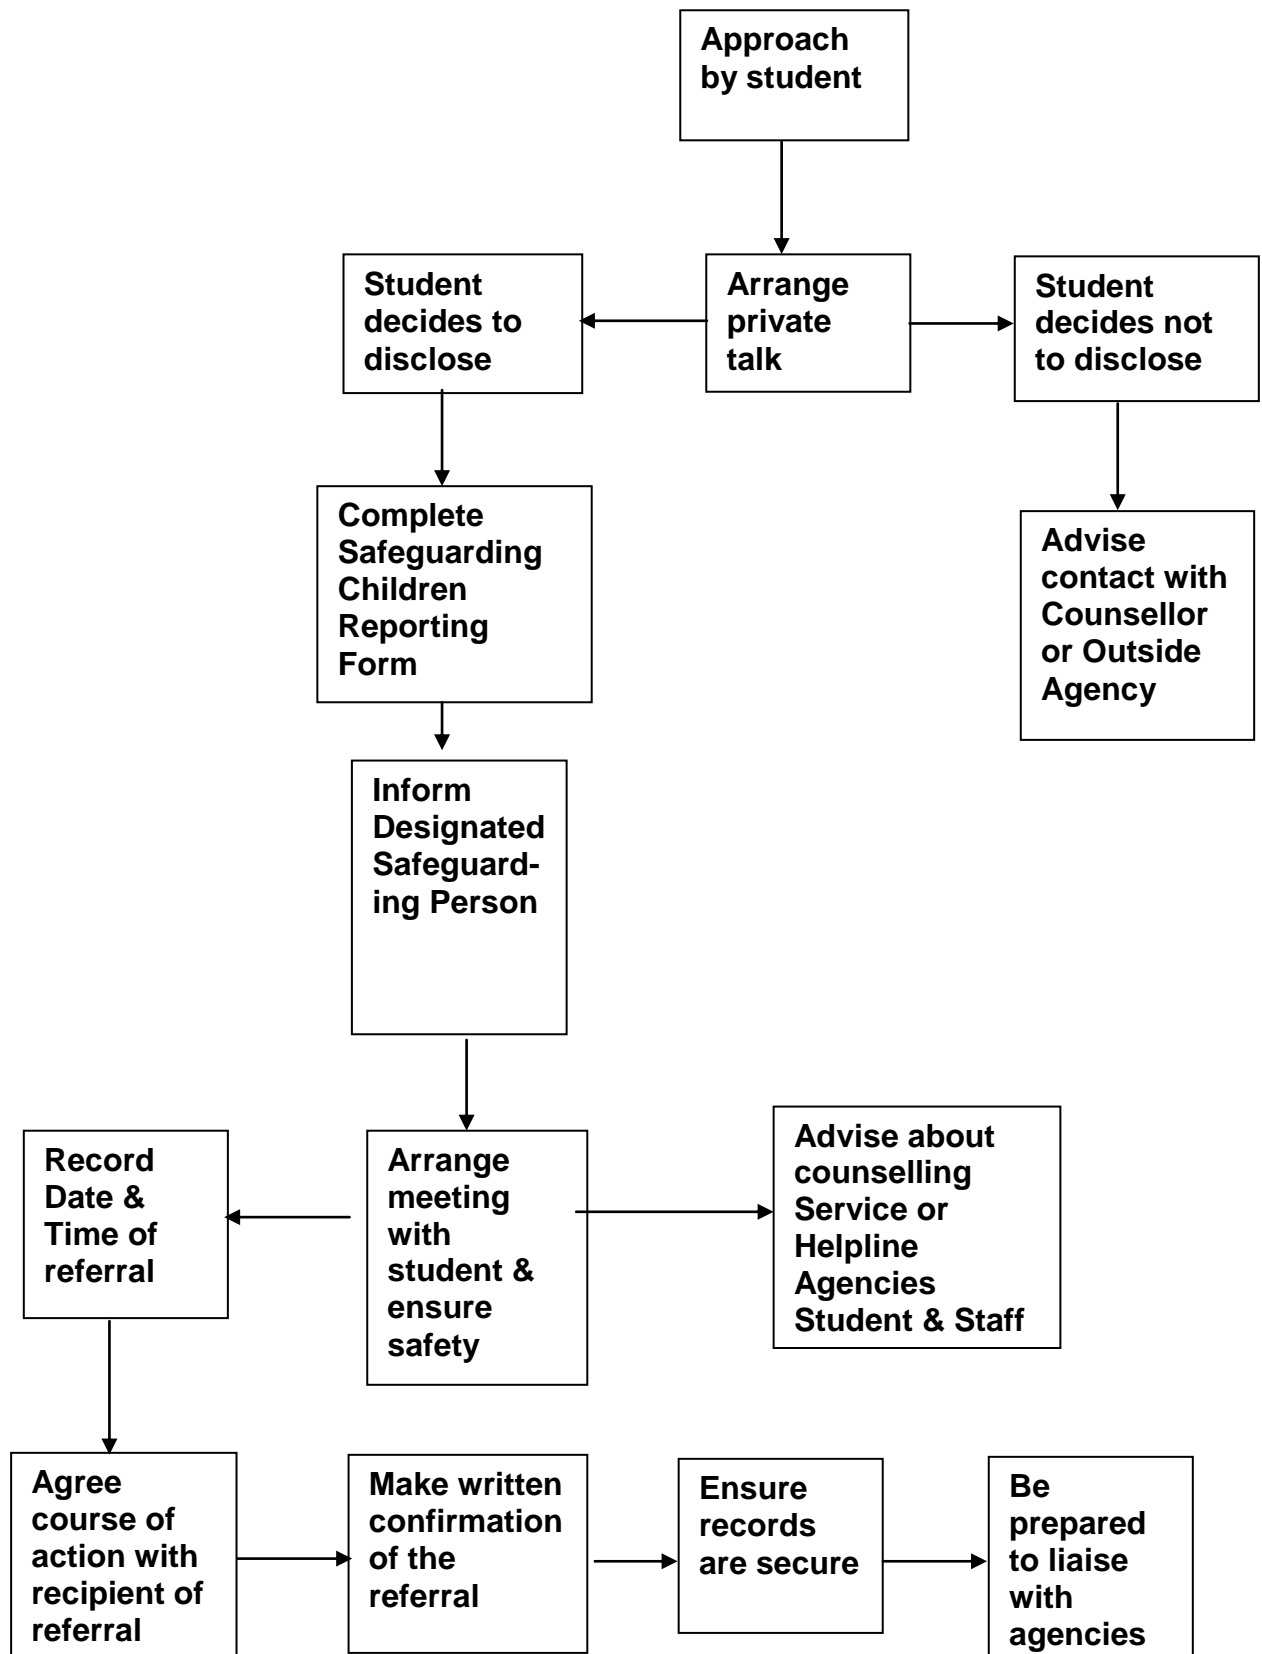 Approach
by student
Student
decides to
disclose
Arrange
private
talk
Student
decides not
to disclose
Complete
Safeguarding
Children
Reporting
Form
Advise
contact with
Counsellor
or Outside
Agency
Inform
Designated
Safeguard-
ing Person
Record
Date &
Time of
referral
Arrange
meeting
with
student &
ensure
safety
Advise about
counselling
Service or
Helpline
Agencies
Student & Staff
Agree
course of
action with
recipient of
referral
Make written
confirmation
of the
referral
Ensure
records
are secure
Be
prepared
to liaise
with
agencies